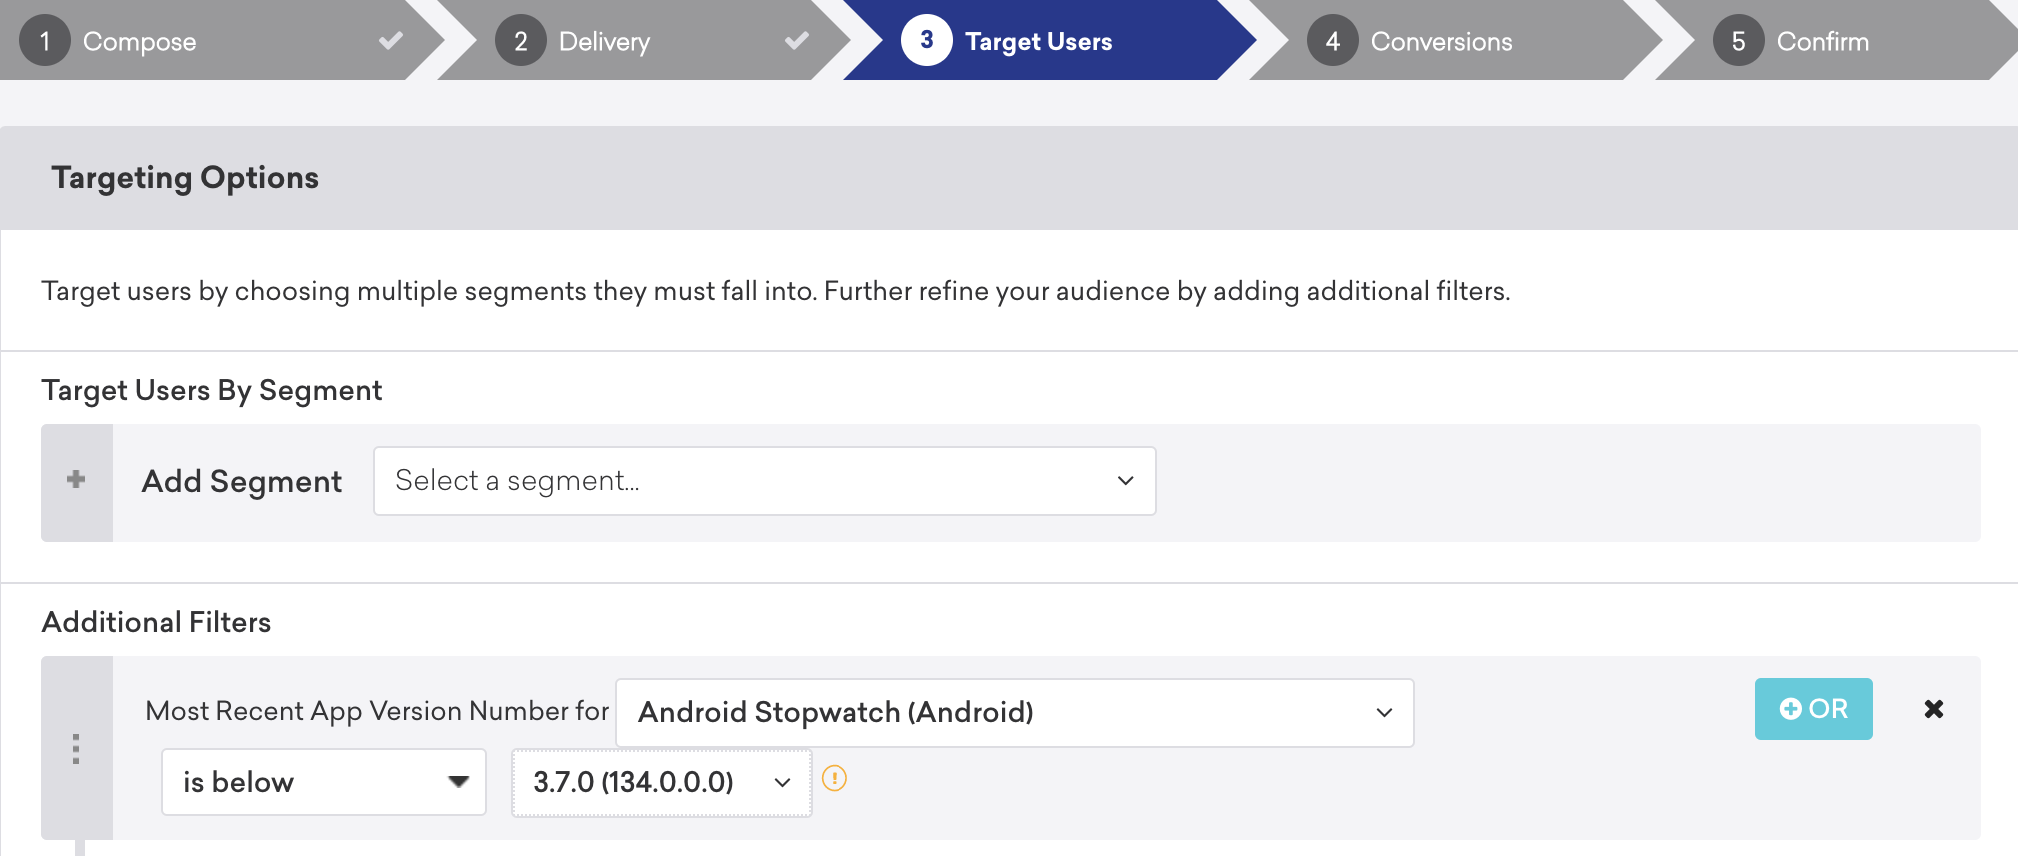 1 Compose 2 Delivery 3 Target Users 4 Conversions 5 Confirm
Targeting Options
Target users by choosing multiple segments they must fall into. Further refine your audience by adding additional filters.
Target Users By Segment
Add Segment Select a segment...
Additional Filters
Most Recent App Version Number for Android Stopwatch (Android) OR
is below 3.7.0 (134.0.0.0)